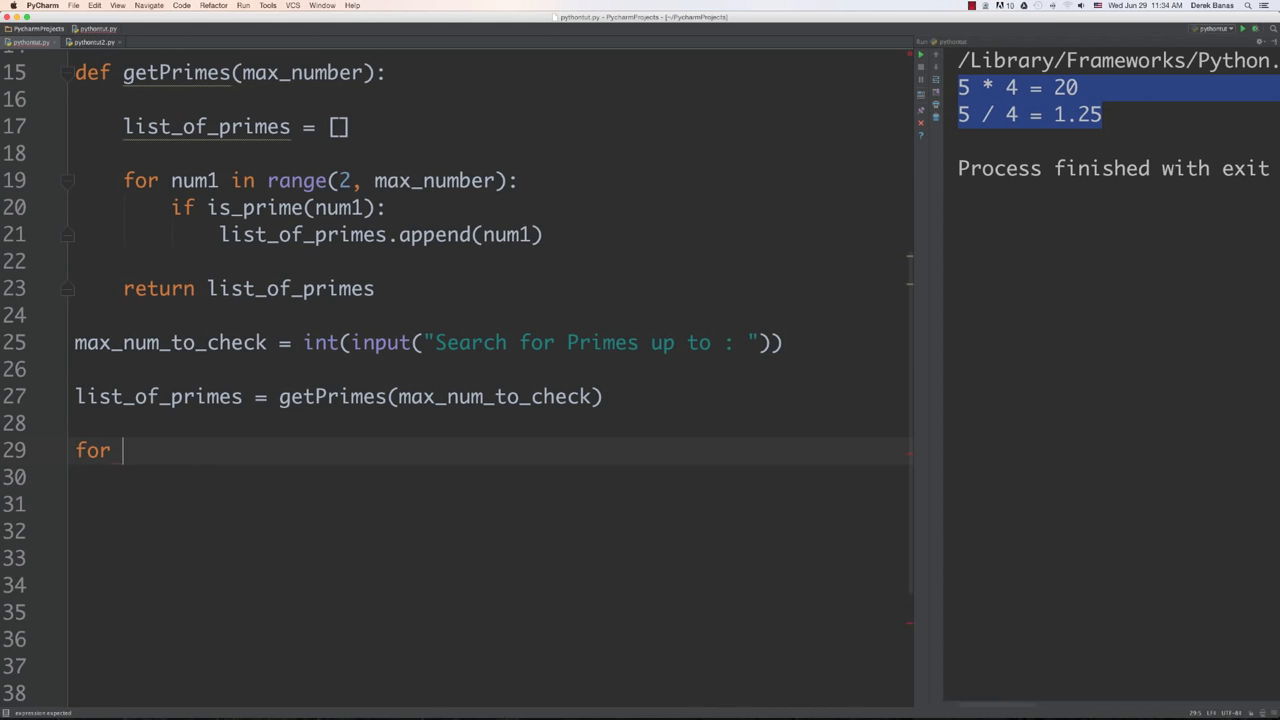 PyCharm File Edit View Navigate Code Refactor Run Tools VCS Window Help 10 Wed Jun 29 11:34 AM Derek Banas
pythontut.py - PycharmProjects - [~/PycharmProjects]
PycharmProjects pythontut.py pythontut
pythontut.py × pythontut2.py × Run pythontut
14
15 def getPrimes(max_number):
16
17 list_of_primes = []
18
19 for num1 in range(2, max_number):
20 if is_prime(num1):
21 list_of_primes.append(num1)
22
23 return list_of_primes
24
25 max_num_to_check = int(input("Search for Primes up to : "))
26
27 list_of_primes = getPrimes(max_num_to_check)
28
29 for
30
31
32
33
34
35
36
37
38
/Library/Frameworks/Python.
5 * 4 = 20
5 / 4 = 1.25
Process finished with exit
expression expected 29:5 LF÷ UTF-8÷